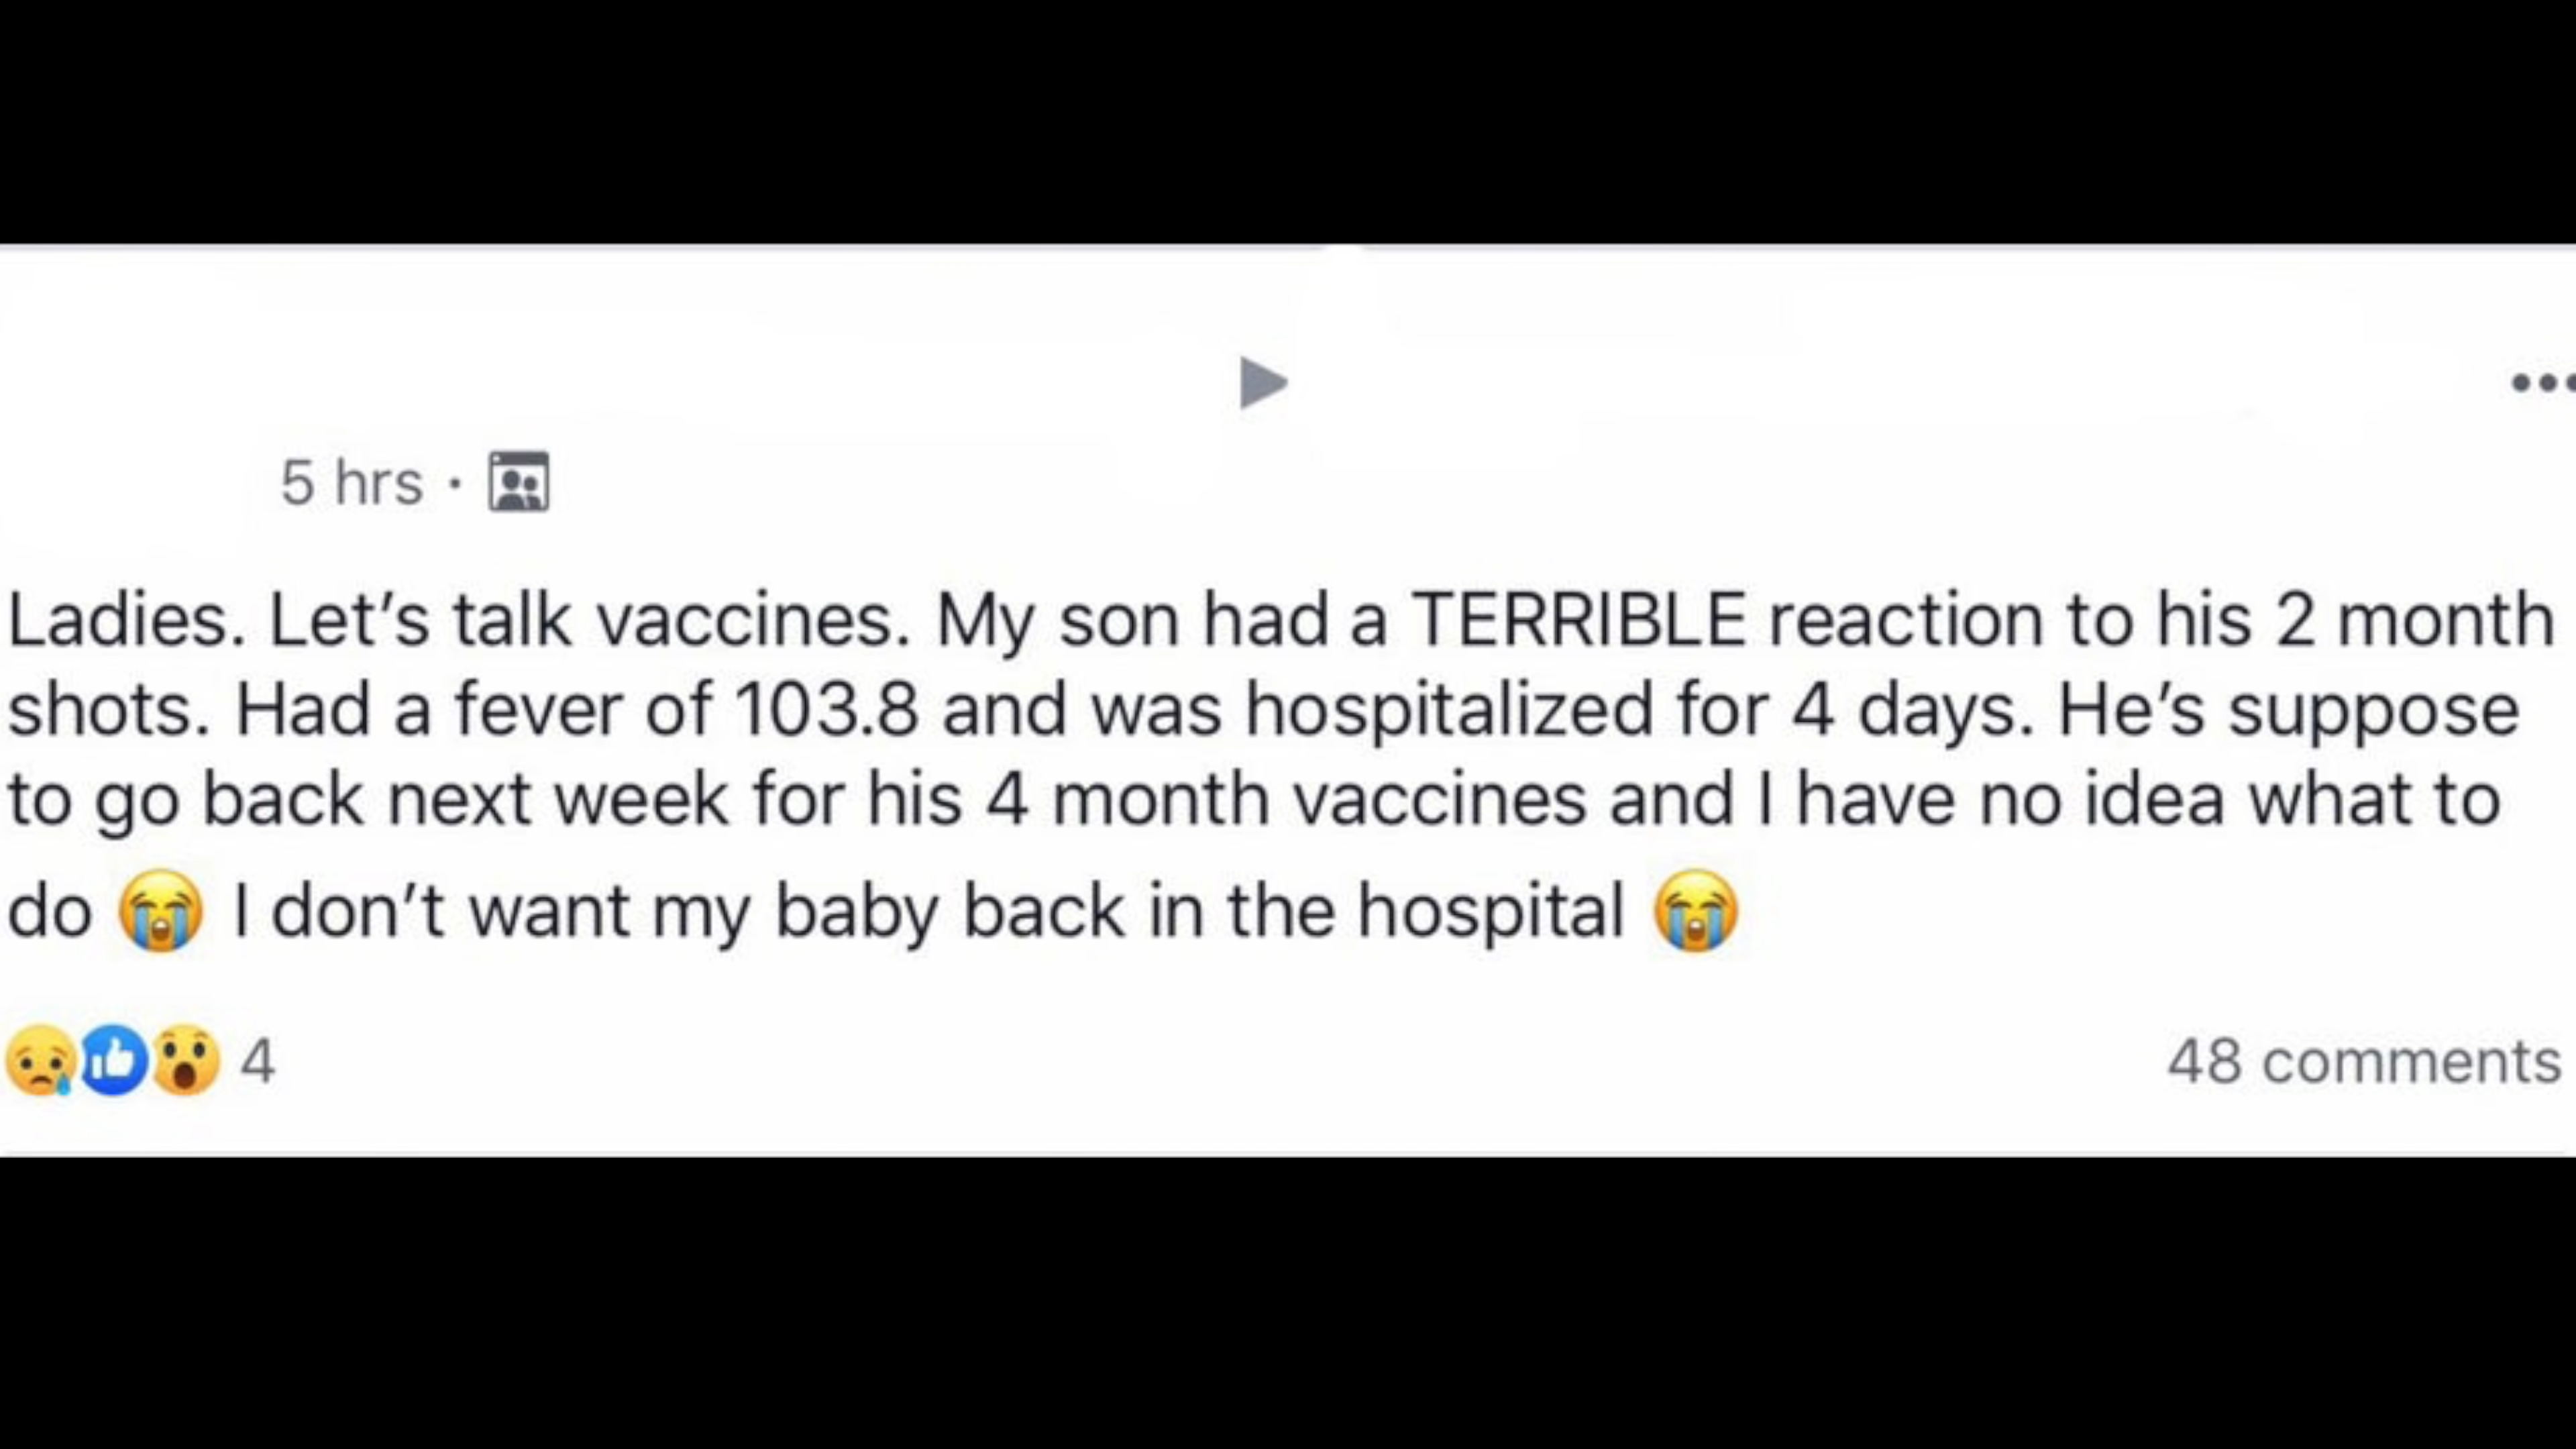 5 hrs ·
Ladies. Let’s talk vaccines. My son had a TERRIBLE reaction to his 2 month
shots. Had a fever of 103.8 and was hospitalized for 4 days. He’s suppose
to go back next week for his 4 month vaccines and I have no idea what to
do 😭 I don’t want my baby back in the hospital 😭
4
48 comments